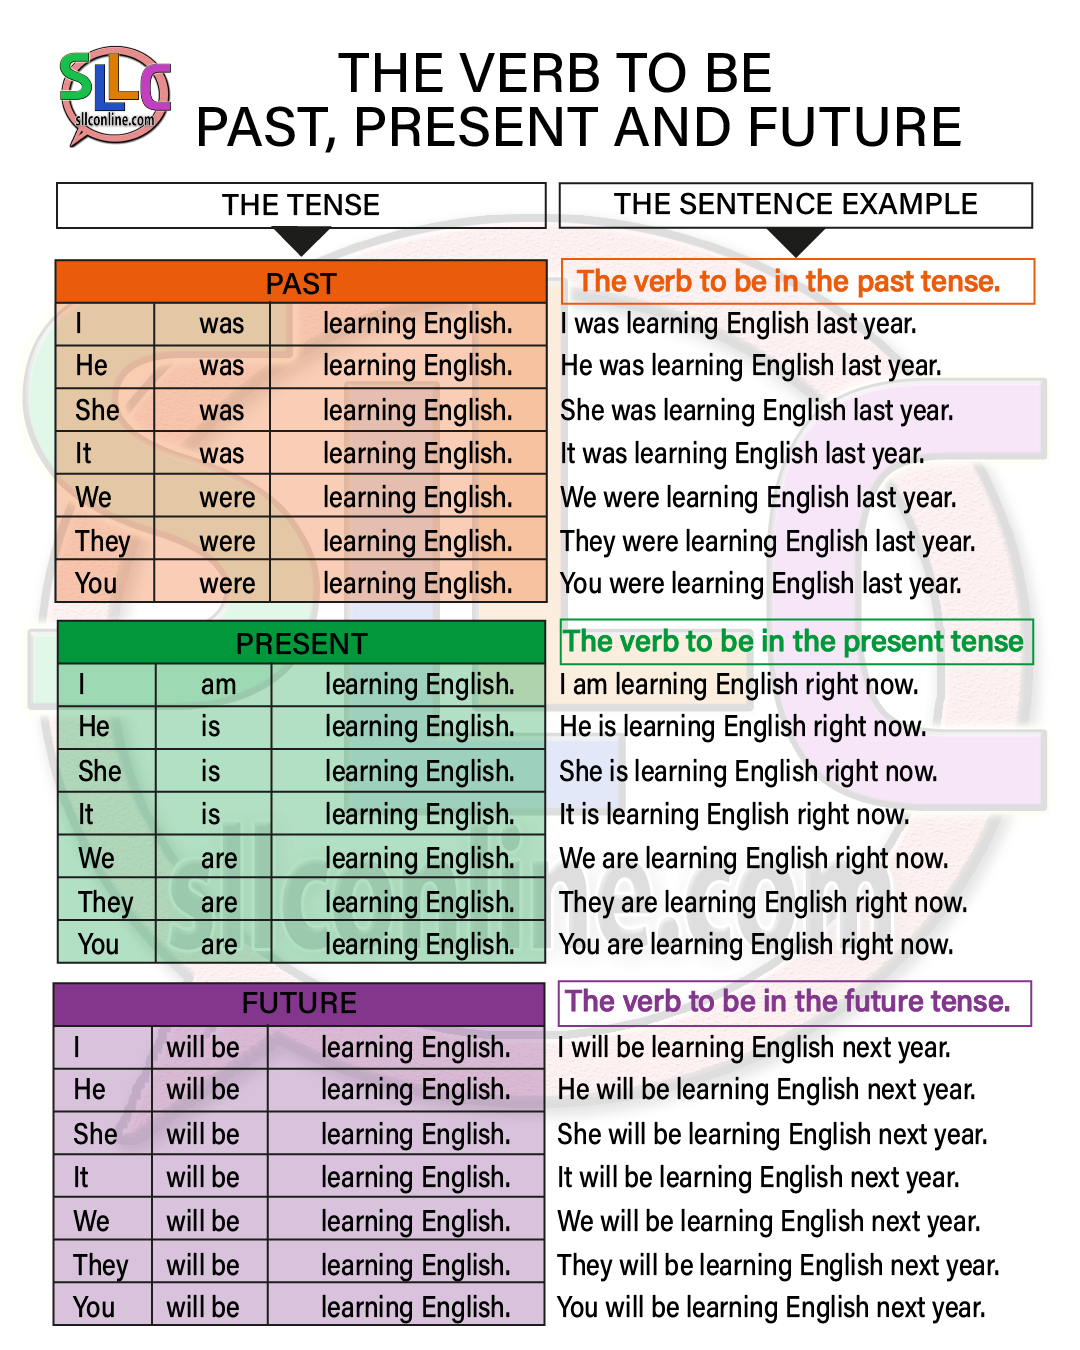 SLLC
sllconline.com
THE VERB TO BE
PAST, PRESENT AND FUTURE
THE TENSE
THE SENTENCE EXAMPLE
PAST
The verb to be in the past tense.
I was learning English. I was learning English last year.
He was learning English. He was learning English last year.
She was learning English. She was learning English last year.
It was learning English. It was learning English last year.
We were learning English. We were learning English last year.
They were learning English. They were learning English last year.
You were learning English. You were learning English last year.
PRESENT
The verb to be in the present tense
I am learning English. I am learning English right now.
He is learning English. He is learning English right now.
She is learning English. She is learning English right now.
It is learning English. It is learning English right now.
We are learning English. We are learning English right now.
They are learning English. They are learning English right now.
You are learning English. You are learning English right now.
FUTURE
The verb to be in the future tense.
I will be learning English. I will be learning English next year.
He will be learning English. He will be learning English next year.
She will be learning English. She will be learning English next year.
It will be learning English. It will be learning English next year.
We will be learning English. We will be learning English next year.
They will be learning English. They will be learning English next year.
You will be learning English. You will be learning English next year.
SLLC
sllconline.com